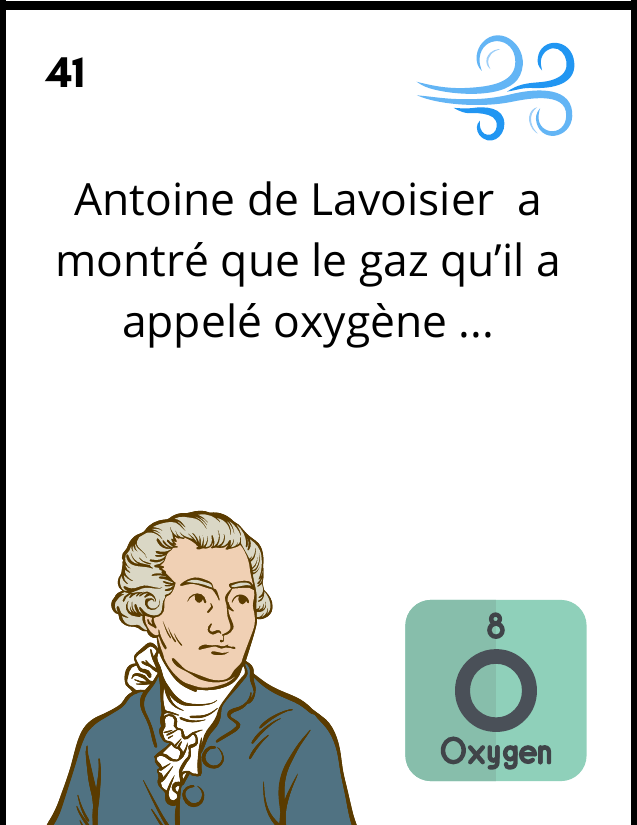 41
Antoine de Lavoisier  a
montré que le gaz qu’il a
appelé oxygène ...
8
O
Oxygen